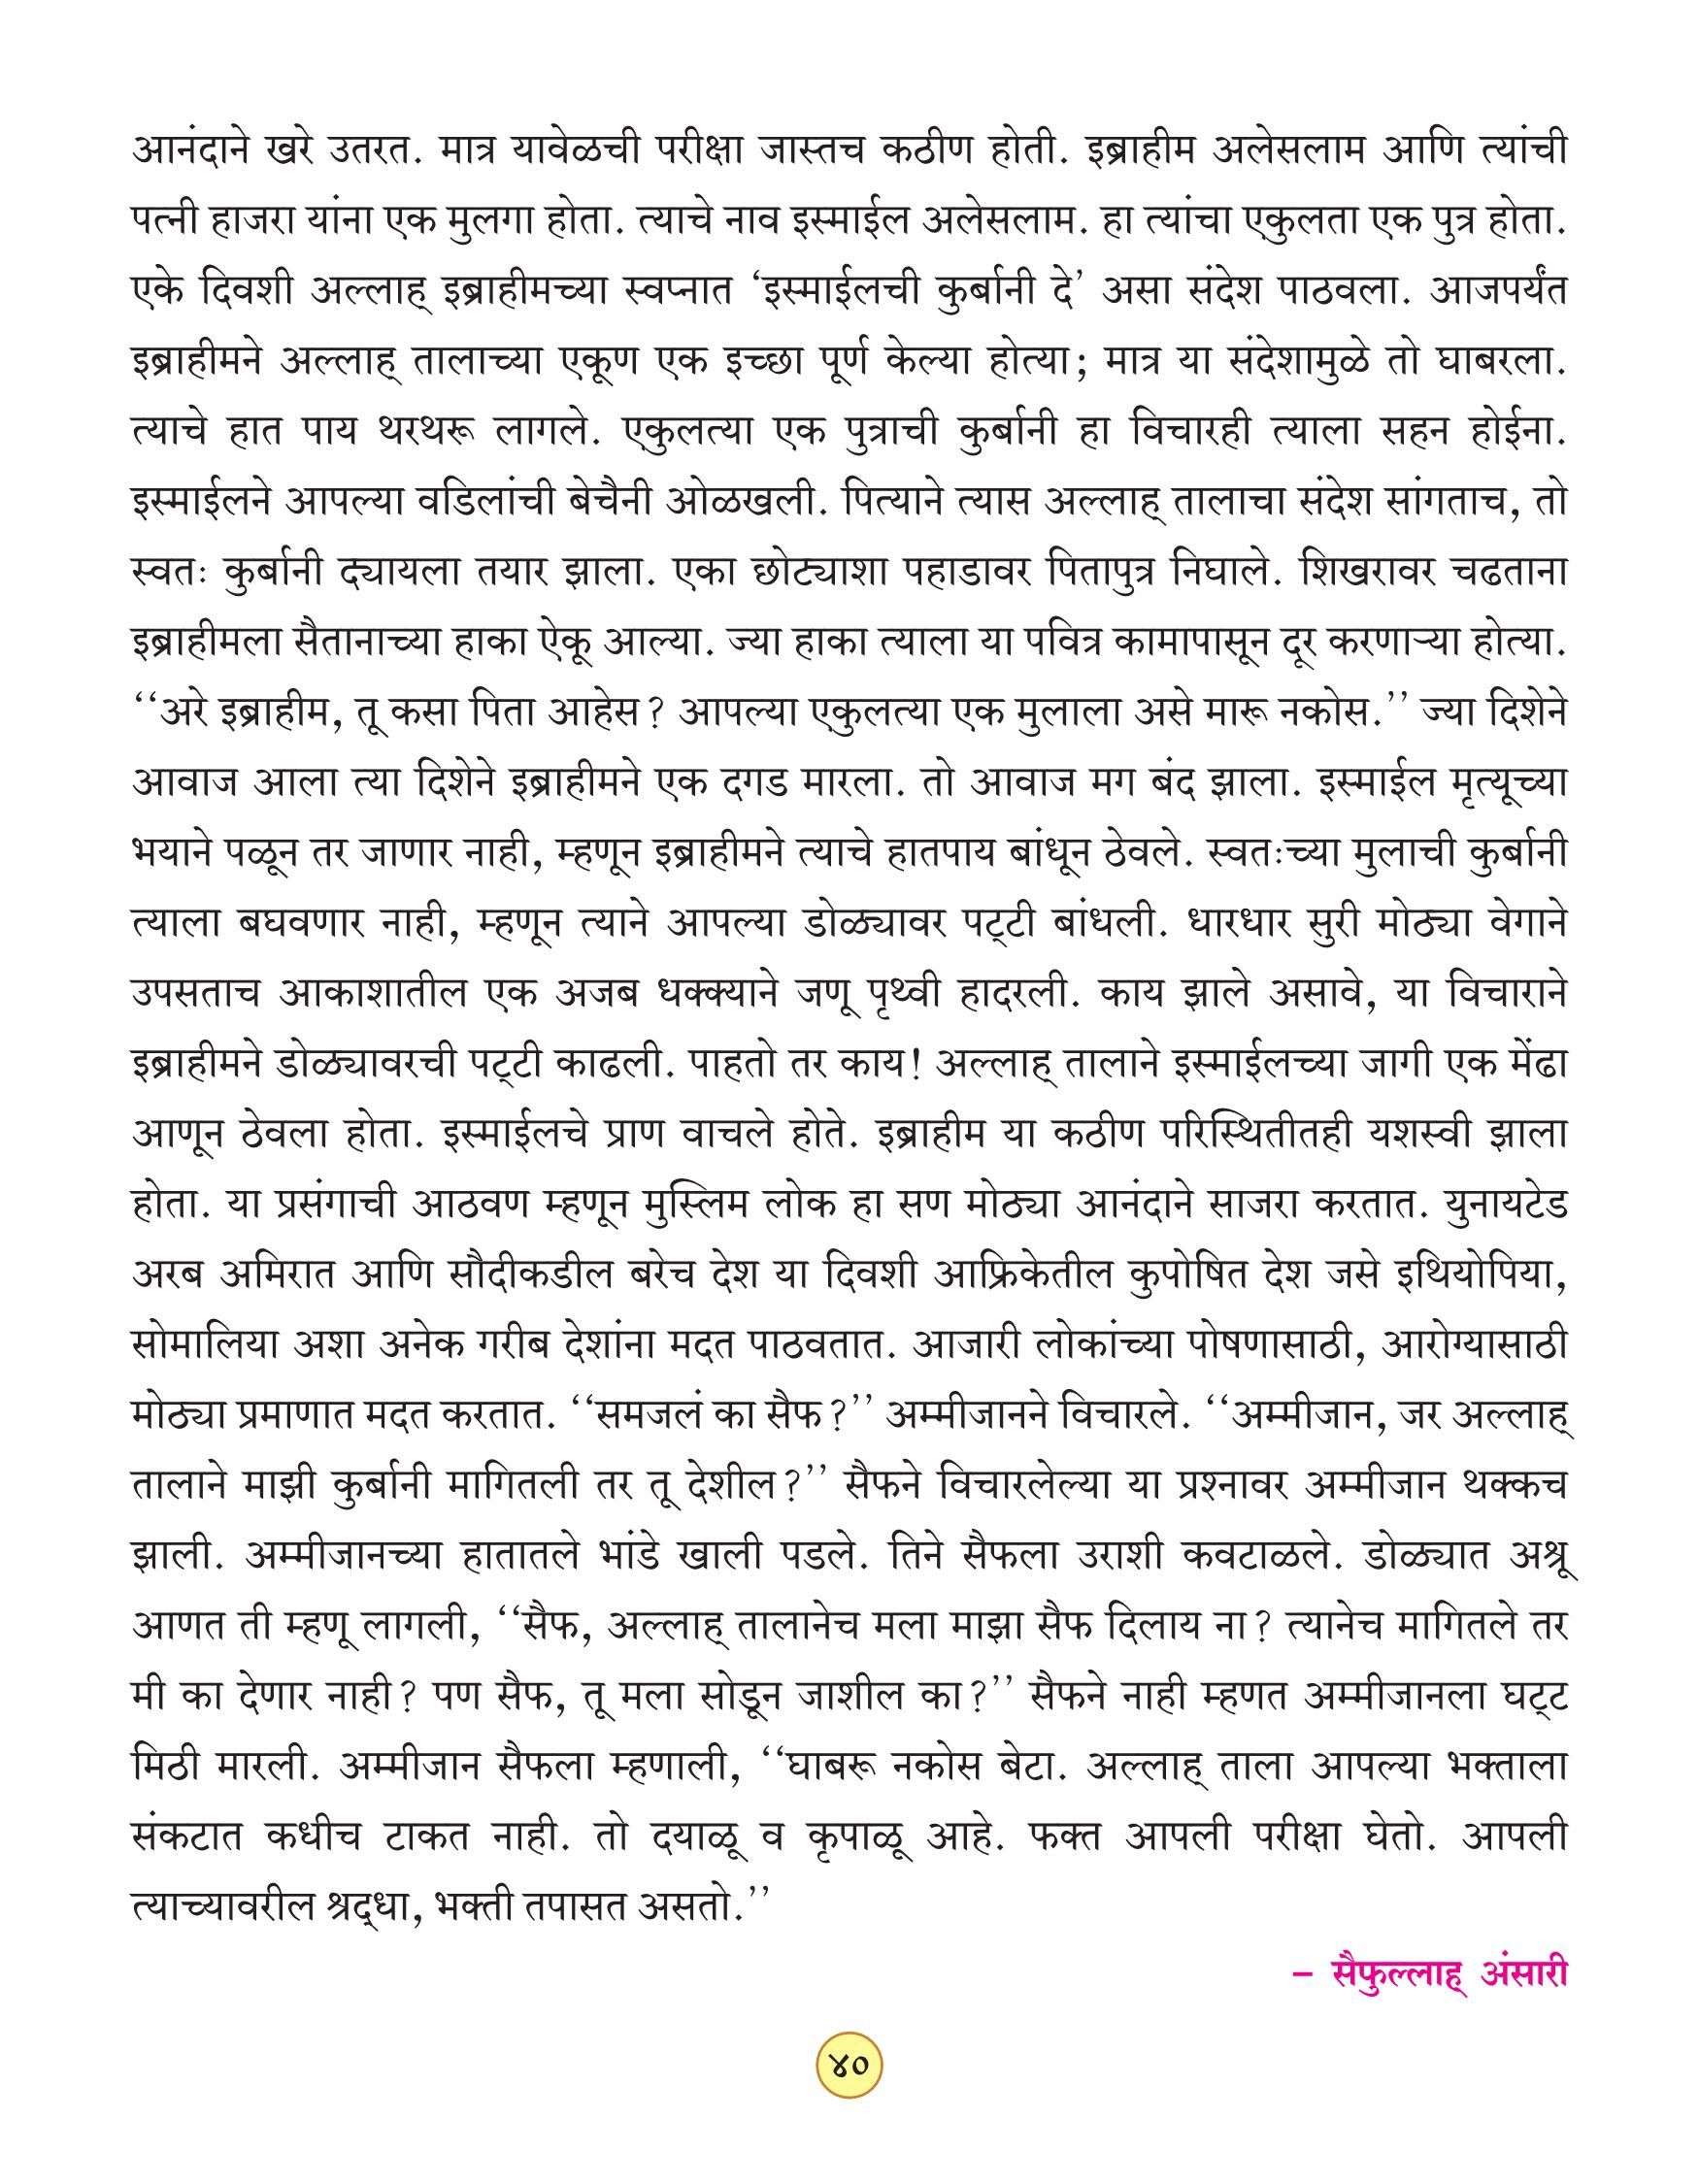 आनंदाने खरे उतरत. मात्र यावेळची परीक्षा जास्तच कठीण होती. इब्राहीम अलेसलाम आणि त्यांची
पत्नी हाजरा यांना एक मुलगा होता. त्याचे नाव इस्माईल अलेसलाम. हा त्यांचा एकुलता एक पुत्र होता.
एके दिवशी अल्लाह् इब्राहीमच्या स्वप्नात ‘इस्माईलची कुर्बानी दे’ असा संदेश पाठवला. आजपर्यंत
इब्राहीमने अल्लाह् तालाच्या एकूण एक इच्छा पूर्ण केल्या होत्या; मात्र या संदेशामुळे तो घाबरला.
त्याचे हात पाय थरथरू लागले. एकुलत्या एक पुत्राची कुर्बानी हा विचारही त्याला सहन होईना.
इस्माईलने आपल्या वडिलांची बेचैनी ओळखली. पित्याने त्यास अल्लाह् तालाचा संदेश सांगताच, तो
स्वतः कुर्बानी द्यायला तयार झाला. एका छोट्याशा पहाडावर पितापुत्र निघाले. शिखरावर चढताना
इब्राहीमला सैतानाच्या हाका ऐकू आल्या. ज्या हाका त्याला या पवित्र कामापासून दूर करणाऱ्या होत्या.
‘‘अरे इब्राहीम, तू कसा पिता आहेस? आपल्या एकुलत्या एक मुलाला असे मारू नकोस.’’ ज्या दिशेने
आवाज आला त्या दिशेने इब्राहीमने एक दगड मारला. तो आवाज मग बंद झाला. इस्माईल मृत्यूच्या
भयाने पळून तर जाणार नाही, म्हणून इब्राहीमने त्याचे हातपाय बांधून ठेवले. स्वतःच्या मुलाची कुर्बानी
त्याला बघवणार नाही, म्हणून त्याने आपल्या डोळ्यावर पट्टी बांधली. धारधार सुरी मोठ्या वेगाने
उपसताच आकाशातील एक अजब धक्क्याने जणू पृथ्वी हादरली. काय झाले असावे, या विचाराने
इब्राहीमने डोळ्यावरची पट्टी काढली. पाहतो तर काय! अल्लाह् तालाने इस्माईलच्या जागी एक मेंढा
आणून ठेवला होता. इस्माईलचे प्राण वाचले होते. इब्राहीम या कठीण परिस्थितीतही यशस्वी झाला
होता. या प्रसंगाची आठवण म्हणून मुस्लिम लोक हा सण मोठ्या आनंदाने साजरा करतात. युनायटेड
अरब अमिरात आणि सौदीकडील बरेच देश या दिवशी आफ्रिकेतील कुपोषित देश जसे इथियोपिया,
सोमालिया अशा अनेक गरीब देशांना मदत पाठवतात. आजारी लोकांच्या पोषणासाठी, आरोग्यासाठी
मोठ्या प्रमाणात मदत करतात. ‘‘समजलं का सैफ?’’ अम्मीजानने विचारले. ‘‘अम्मीजान, जर अल्लाह्
तालाने माझी कुर्बानी मागितली तर तू देशील?’’ सैफने विचारलेल्या या प्रश्नावर अम्मीजान थक्कच
झाली. अम्मीजानच्या हातातले भांडे खाली पडले. तिने सैफला उराशी कवटाळले. डोळ्यात अश्रू
आणत ती म्हणू लागली, ‘‘सैफ, अल्लाह् तालानेच मला माझा सैफ दिलाय ना? त्यानेच मागितले तर
मी का देणार नाही? पण सैफ, तू मला सोडून जाशील का?’’ सैफने नाही म्हणत अम्मीजानला घट्ट
मिठी मारली. अम्मीजान सैफला म्हणाली, ‘‘घाबरू नकोस बेटा. अल्लाह् ताला आपल्या भक्ताला
संकटात कधीच टाकत नाही. तो दयाळू व कृपाळू आहे. फक्त आपली परीक्षा घेतो. आपली
त्याच्यावरील श्रद्धा, भक्ती तपासत असतो.’’
– सैफुल्लाह् अंसारी
४०